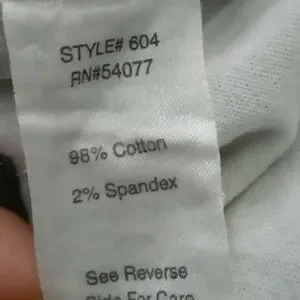 STYLE# 604
RN#54077
98% Cotton
2% Spandex
See Reverse
Side For Care